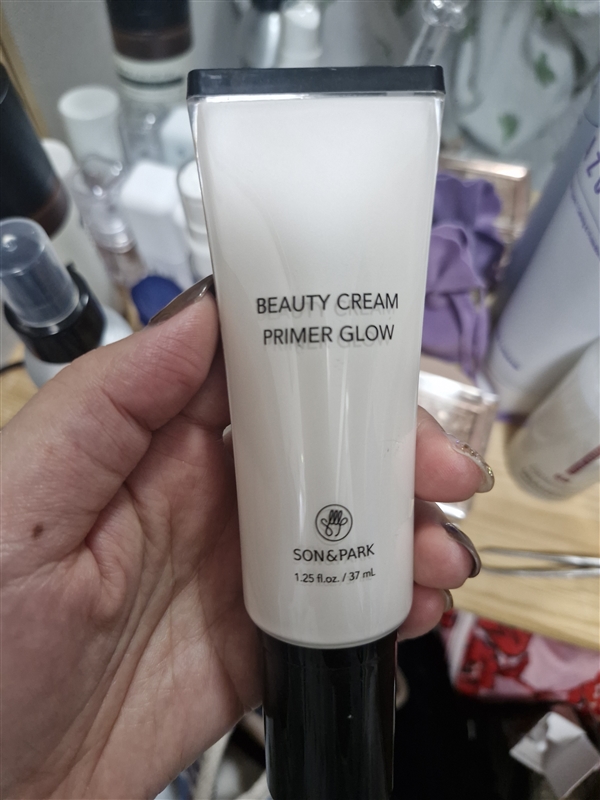 BEAUTY CREAM
PRIMER GLOW
SON&PARK
1.25 fl.oz. / 37 mL